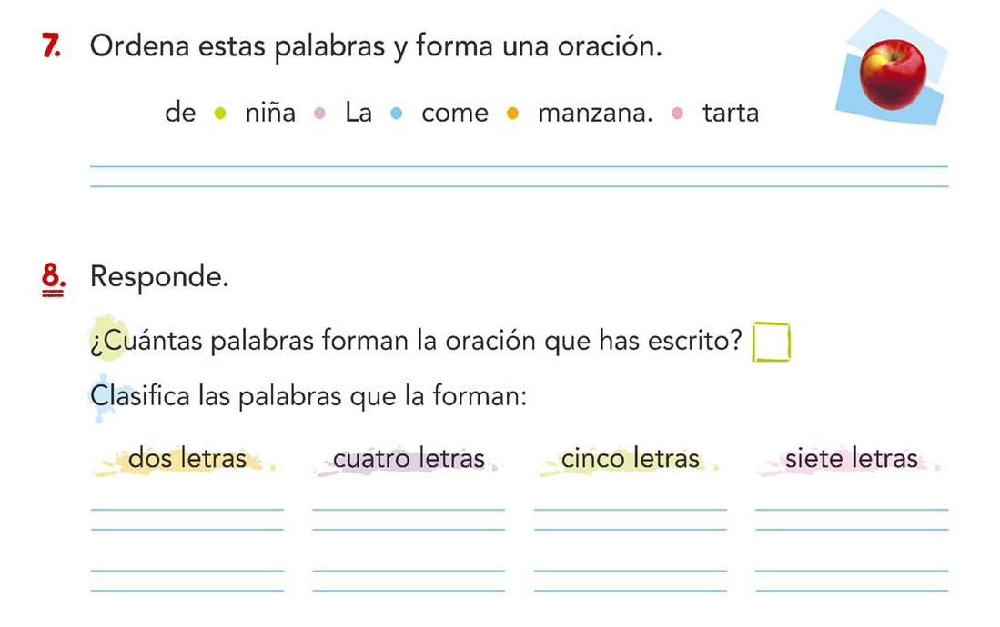 7. Ordena estas palabras y forma una oración.
de • niña • La • come • manzana. • tarta
8. Responde.
¿Cuántas palabras forman la oración que has escrito?
Clasifica las palabras que la forman:
dos letras cuatro letras cinco letras siete letras